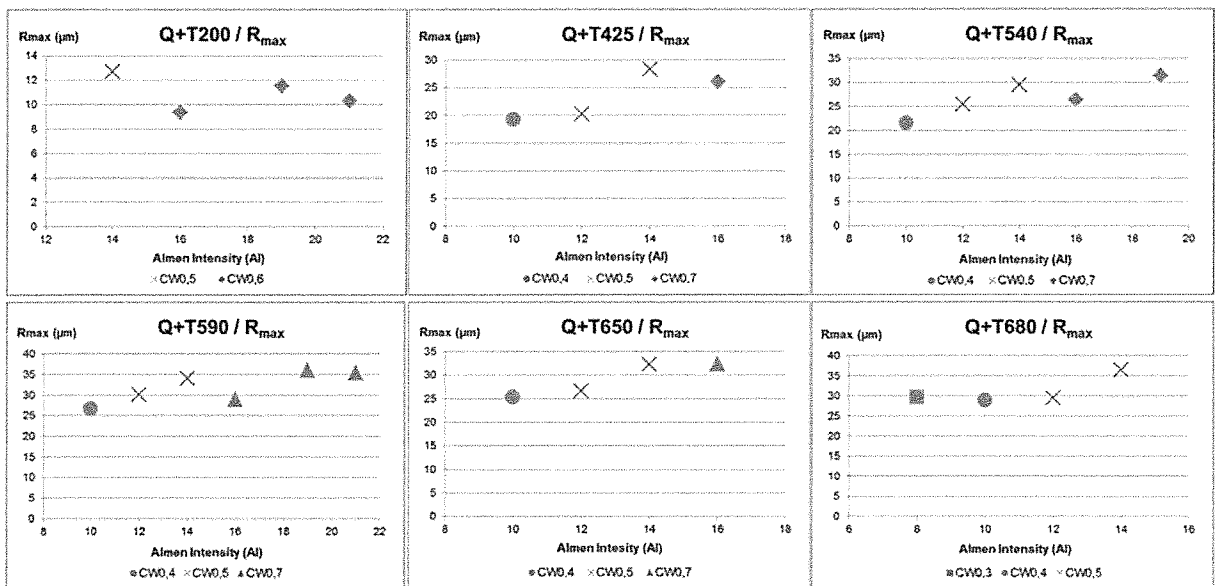 Q+T200 / Rmax
Rmax (µm)
14
12
10
8
6
4
2
0
12 14 16 18 20 22
Almen Intensity (AI)
CW0,5 CW0,6
Q+T425 / Rmax
Rmax (µm)
30
25
20
15
10
5
0
8 10 12 14 16 18
Almen Intensity (AI)
CW0,4 CW0,5 CW0,7
Q+T540 / Rmax
Rmax (µm)
35
30
25
20
15
10
5
0
8 10 12 14 16 18 20
Almen Intensity (AI)
CW0,4 CW0,5 CW0,7
Q+T590 / Rmax
Rmax (µm)
40
35
30
25
20
15
10
5
0
8 10 12 14 16 18 20 22
Almen Intensity (AI)
CW0,4 CW0,5 CW0,7
Q+T650 / Rmax
Rmax (µm)
35
30
25
20
15
10
5
0
8 10 12 14 16 18
Almen Intesity (AI)
CW0,4 CW0,5 CW0,7
Q+T680 / Rmax
Rmax (µm)
40
35
30
25
20
15
10
5
0
6 8 10 12 14 16
Almen Intensity (AI)
CW0,3 CW0,4 CW0,5